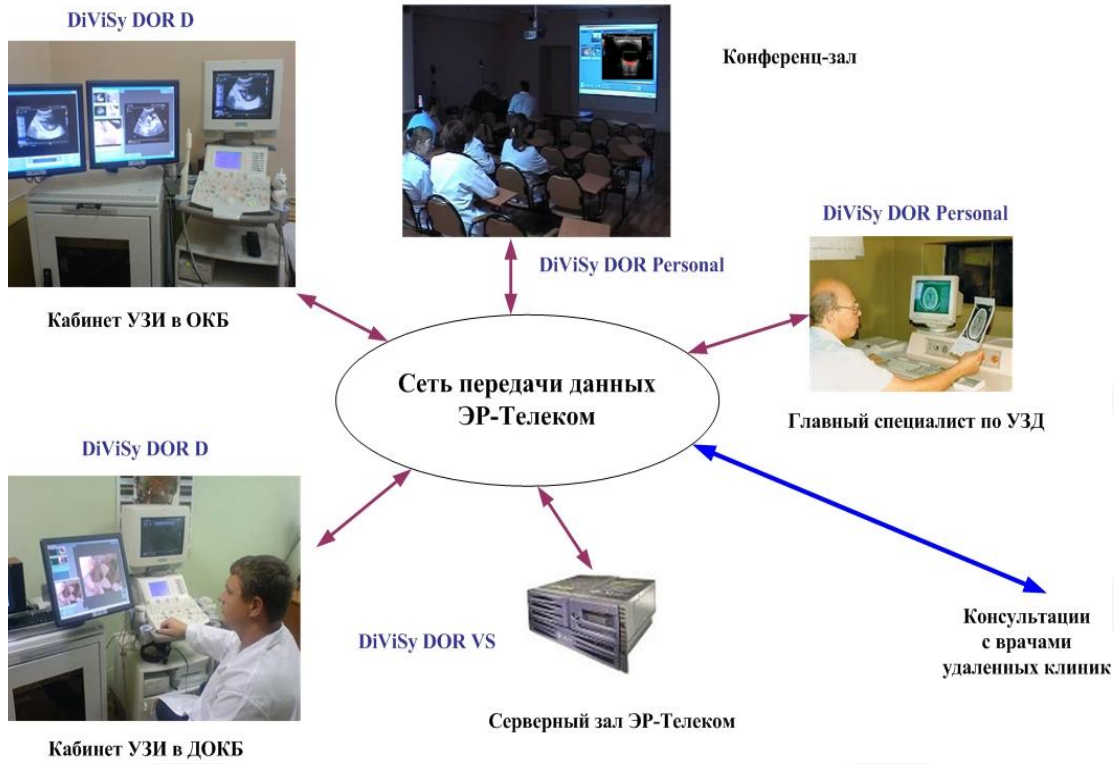 DiViSy DOR D
Конференц-зал
DiViSy DOR Personal
DiViSy DOR Personal
Кабинет УЗИ в ОКБ
Сеть передачи данных
ЭР-Телеком
Главный специалист по УЗД
DiViSy DOR D
DiViSy DOR VS
Консультации
с врачами
удаленных клиник
Серверный зал ЭР-Телеком
Кабинет УЗИ в ДОКБ